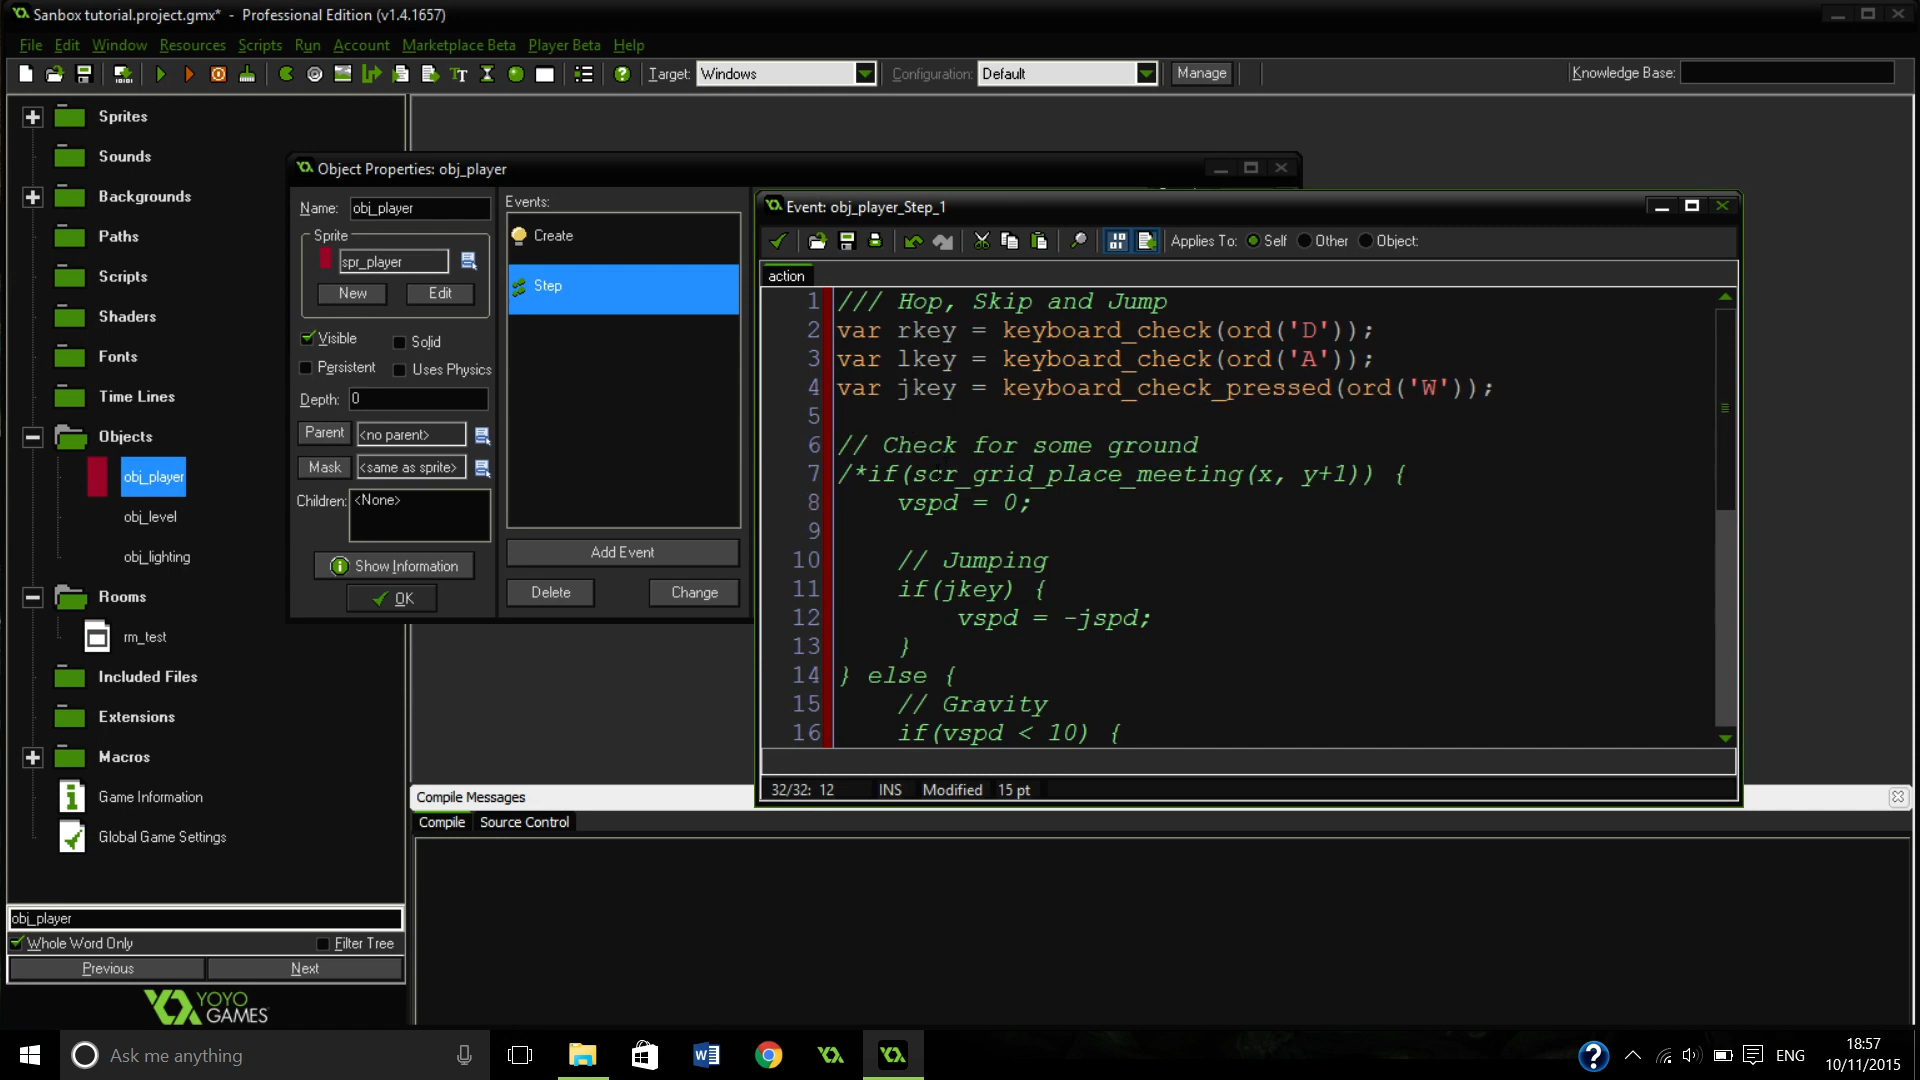 Sanbox tutorial.project.gmx* - Professional Edition (v1.4.1657)
File Edit Window Resources Scripts Run Account Marketplace Beta Player Beta Help
Target: Windows Configuration: Default Manage Knowledge Base:
Sprites
Sounds
Backgrounds
Paths
Scripts
Shaders
Fonts
Time Lines
Objects
obj_player
obj_level
obj_lighting
Rooms
rm_test
Included Files
Extensions
Macros
Game Information
Global Game Settings
obj_player
Whole Word Only Filter Tree
Previous Next
YOYO
GAMES
Object Properties: obj_player
Name: obj_player
Sprite
spr_player
New Edit
Visible Solid
Persistent Uses Physics
Depth: 0
Parent <no parent>
Mask <same as sprite>
Children: <None>
Show Information
OK
Events:
Create
Step
Add Event
Delete Change
Event: obj_player_Step_1
Applies To: Self Other Object:
action
1 /// Hop, Skip and Jump
2 var rkey = keyboard_check(ord('D'));
3 var lkey = keyboard_check(ord('A'));
4 var jkey = keyboard_check_pressed(ord('W'));
5
6 // Check for some ground
7 /*if(scr_grid_place_meeting(x, y+1)) {
8 vspd = 0;
9
10 // Jumping
11 if(jkey) {
12 vspd = -jspd;
13 }
14 } else {
15 // Gravity
16 if(vspd < 10) {
32/32: 12 INS Modified 15 pt
Compile Messages
Compile Source Control
Ask me anything
ENG
18:57
10/11/2015